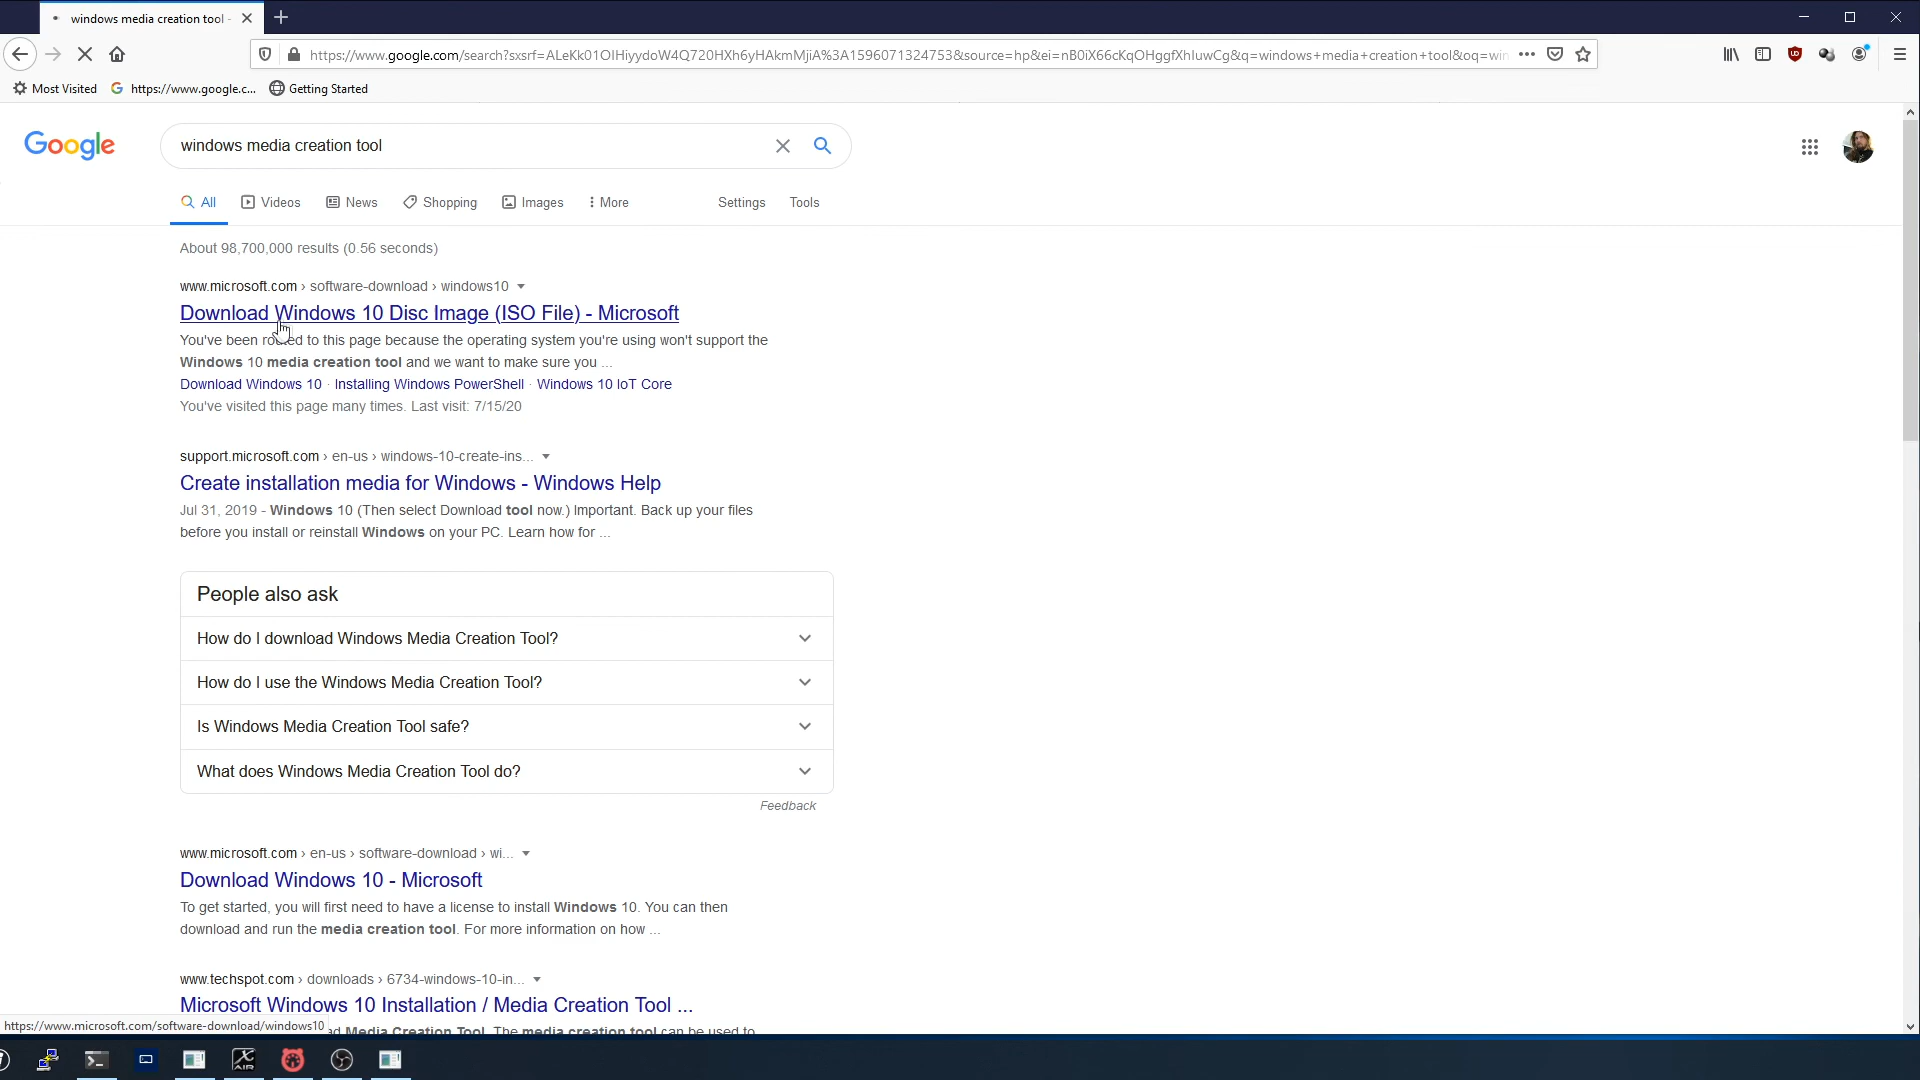 windows media creation tool -
https://www.google.com/search?sxsrf=ALeKk01OIHiyydoW4Q720HXh6yHAkmMjiA%3A1596071324753&source=hp&ei=nB0iX66cKqOHggfXhIuwCg&q=windows+media+creation+tool&oq=win
Most Visited https://www.google.c... Getting Started
Google windows media creation tool
All Videos News Shopping Images More Settings Tools
About 98,700,000 results (0.56 seconds)
www.microsoft.com › software-download › windows10
Download Windows 10 Disc Image (ISO File) - Microsoft
You've been to this page because the operating system you're using won't support the
Windows 10 media creation tool and we want to make sure you ...
Download Windows 10 · Installing Windows PowerShell · Windows 10 IoT Core
You've visited this page many times. Last visit: 7/15/20
support.microsoft.com › en-us › windows-10-create-ins...
Create installation media for Windows - Windows Help
Jul 31, 2019 - Windows 10 (Then select Download tool now.) Important. Back up your files
before you install or reinstall Windows on your PC. Learn how for ...
People also ask
How do I download Windows Media Creation Tool?
How do I use the Windows Media Creation Tool?
Is Windows Media Creation Tool safe?
What does Windows Media Creation Tool do?
Feedback
www.microsoft.com › en-us › software-download › wi...
Download Windows 10 - Microsoft
To get started, you will first need to have a license to install Windows 10. You can then
download and run the media creation tool. For more information on how ...
www.techspot.com › downloads › 6734-windows-10-in...
Microsoft Windows 10 Installation / Media Creation Tool ...
https://www.microsoft.com/software-download/windows10
Media Creation Tool. The media creation tool can be used to
X AIR